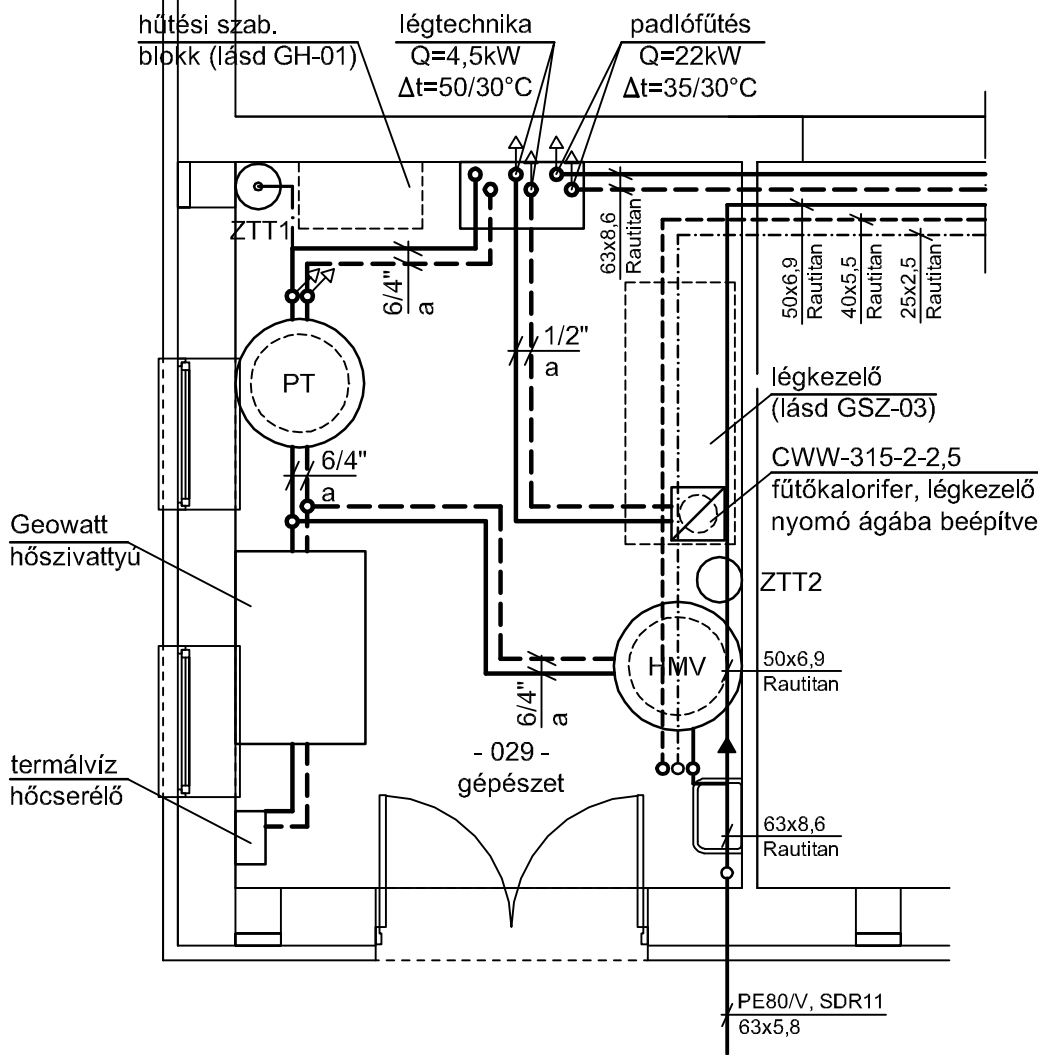 hűtési szab.
blokk (lásd GH-01)
légtechnika
Q=4,5kW
Δt=50/30°C
padlófűtés
Q=22kW
Δt=35/30°C
ZTT1
6/4"
a
63x8,6
Rautitan
50x6,9
Rautitan
40x5,5
Rautitan
25x2,5
Rautitan
1/2"
a
PT
légkezelő
(lásd GSZ-03)
6/4"
a
CWW-315-2-2,5
fűtőkalorifer, légkezelő
nyomó ágába beépítve
Geowatt
hőszivattyú
ZTT2
HMV
50x6,9
Rautitan
6/4"
a
- 029 -
gépészet
termálvíz
hőcserélő
63x8,6
Rautitan
PE80/V, SDR11
63x5,8